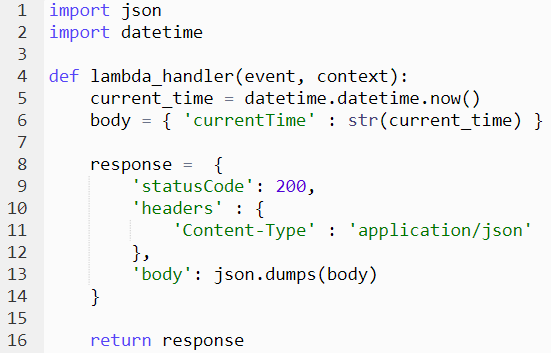 1 import json
2 import datetime
3
4 def lambda_handler(event, context):
5     current_time = datetime.datetime.now()
6     body = { 'currentTime' : str(current_time) }
7
8     response =  {
9         'statusCode': 200,
10         'headers' : {
11             'Content-Type' : 'application/json'
12         },
13         'body': json.dumps(body)
14     }
15
16     return response